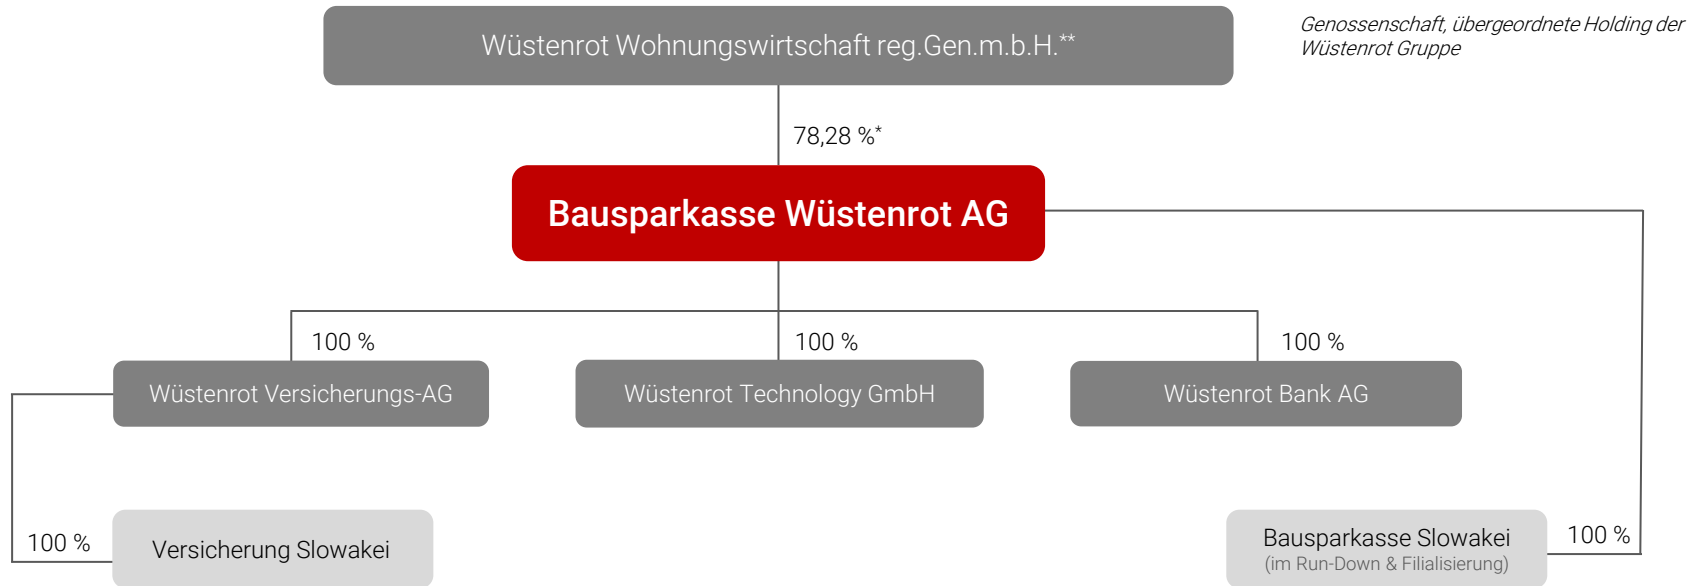 Wüstenrot Wohnungswirtschaft reg.Gen.m.b.H.**
Genossenschaft, übergeordnete Holding der
Wüstenrot Gruppe
78,28 %*
Bausparkasse Wüstenrot AG
100 %
100 %
100 %
Wüstenrot Versicherungs-AG
Wüstenrot Technology GmbH
Wüstenrot Bank AG
100 %
Versicherung Slowakei
Bausparkasse Slowakei
(im Run-Down & Filialisierung)
100 %